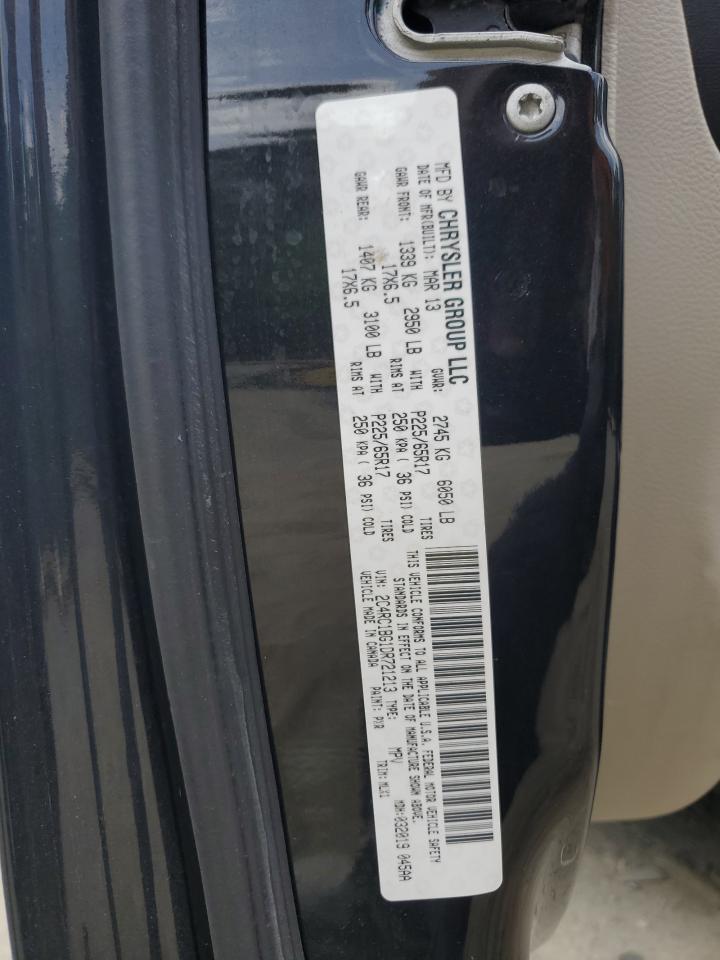 MFD BY CHRYSLER GROUP LLC
DATE OF MFR(BUILT): MAR 13 GVWR: 2745 KG 6050 LB
GAWR FRONT: 1339 KG 2950 LB WITH P225/65R17 TIRES
17X6.5 RIMS AT 250 KPA ( 36 PSI) COLD
GAWR REAR: 1407 KG 3100 LB WITH P225/65R17 TIRES
17X6.5 RIMS AT 250 KPA ( 36 PSI) COLD
THIS VEHICLE CONFORMS TO ALL APPLICABLE U.S.A. FEDERAL MOTOR VEHICLE SAFETY
STANDARDS IN EFFECT ON THE DATE OF MANUFACTURE SHOWN ABOVE.
VIN: 2C4RC1BG1DR721213 TYPE: MPV MDH:032019 045AA
VEHICLE MADE IN CANADA PAINT: PXR TRIM:MLX1